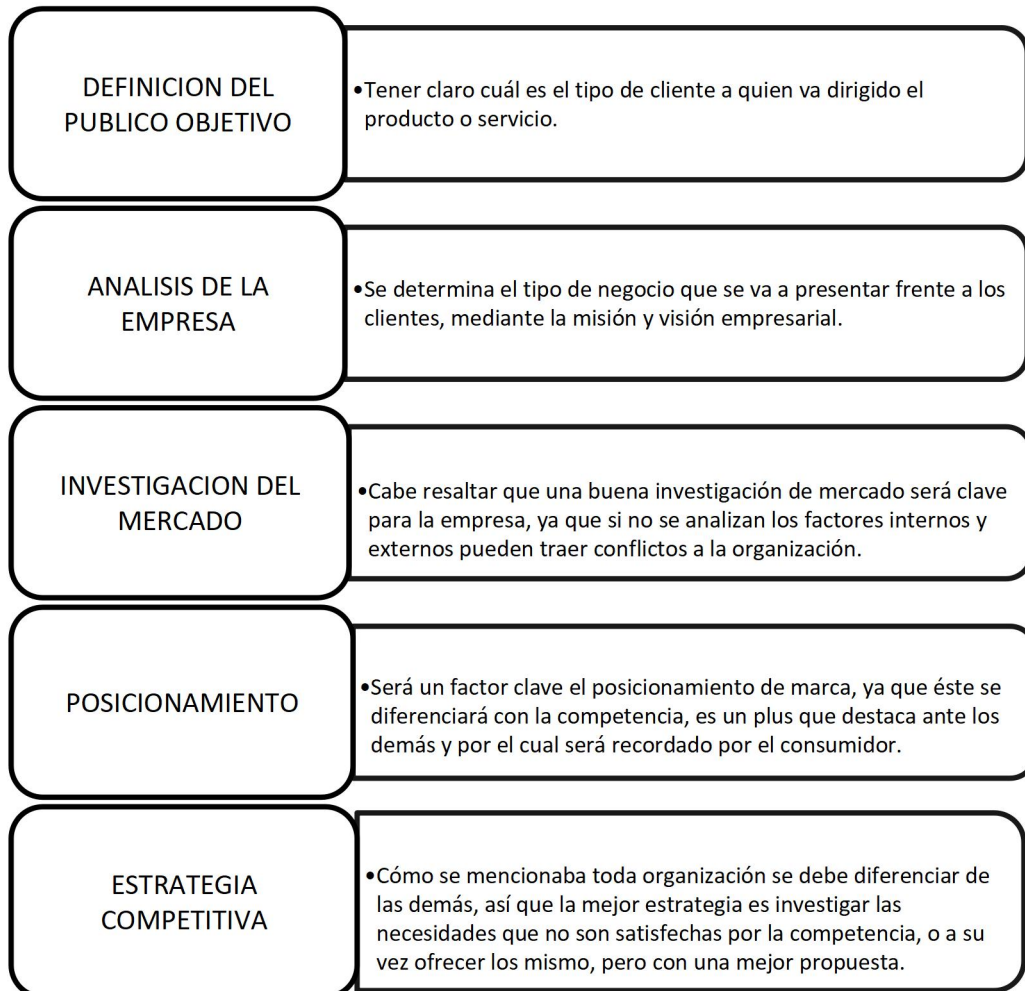 DEFINICION DEL
PUBLICO OBJETIVO
•Tener claro cuál es el tipo de cliente a quien va dirigido el
producto o servicio.
ANALISIS DE LA
EMPRESA
•Se determina el tipo de negocio que se va a presentar frente a los
clientes, mediante la misión y visión empresarial.
INVESTIGACION DEL
MERCADO
•Cabe resaltar que una buena investigación de mercado será clave
para la empresa, ya que si no se analizan los factores internos y
externos pueden traer conflictos a la organización.
POSICIONAMIENTO
•Será un factor clave el posicionamiento de marca, ya que éste se
diferenciará con la competencia, es un plus que destaca ante los
demás y por el cual será recordado por el consumidor.
ESTRATEGIA
COMPETITIVA
•Cómo se mencionaba toda organización se debe diferenciar de
las demás, así que la mejor estrategia es investigar las
necesidades que no son satisfechas por la competencia, o a su
vez ofrecer los mismo, pero con una mejor propuesta.